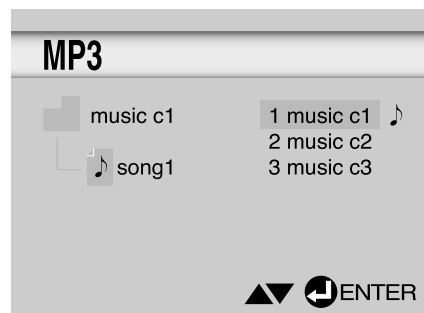 MP3
music c1
song1
1 music c1
2 music c2
3 music c3
ENTER